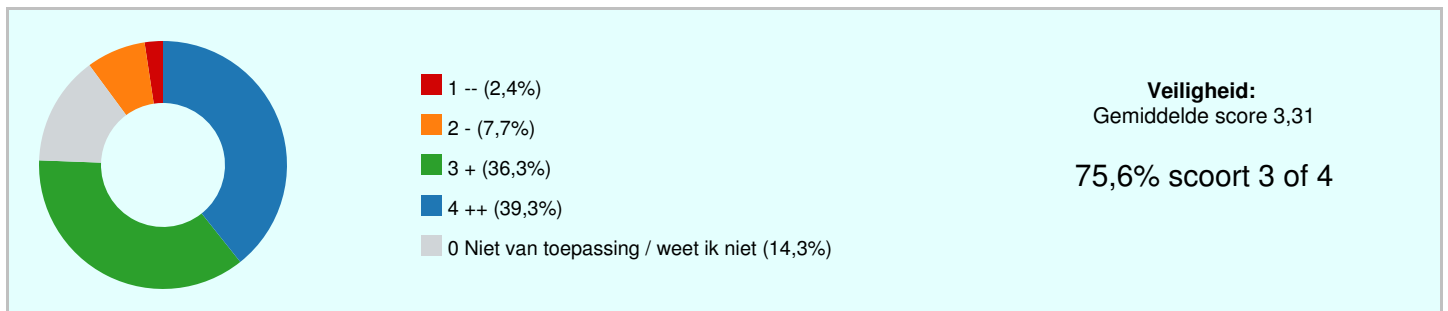 1 -- (2,4%)
2 - (7,7%)
3 + (36,3%)
4 ++ (39,3%)
0 Niet van toepassing / weet ik niet (14,3%)
Veiligheid:
Gemiddelde score 3,31
75,6% scoort 3 of 4